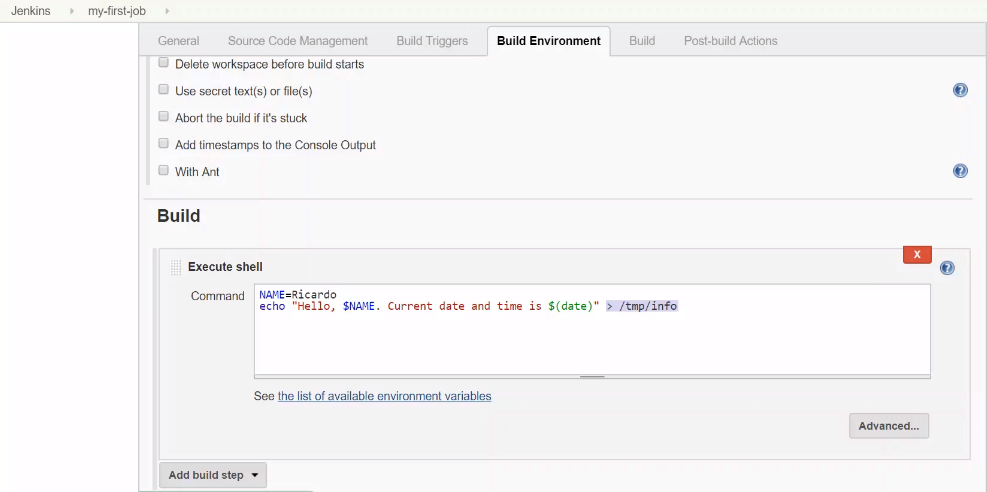 Jenkins my-first-job
General Source Code Management Build Triggers Build Environment Build Post-build Actions
Delete workspace before build starts
Use secret text(s) or file(s)
?
Abort the build if it's stuck
Add timestamps to the Console Output
With Ant
?
Build
X
Execute shell
?
Command
NAME=Ricardo
echo "Hello, $NAME. Current date and time is $(date)" > /tmp/info
See the list of available environment variables
Advanced...
Add build step